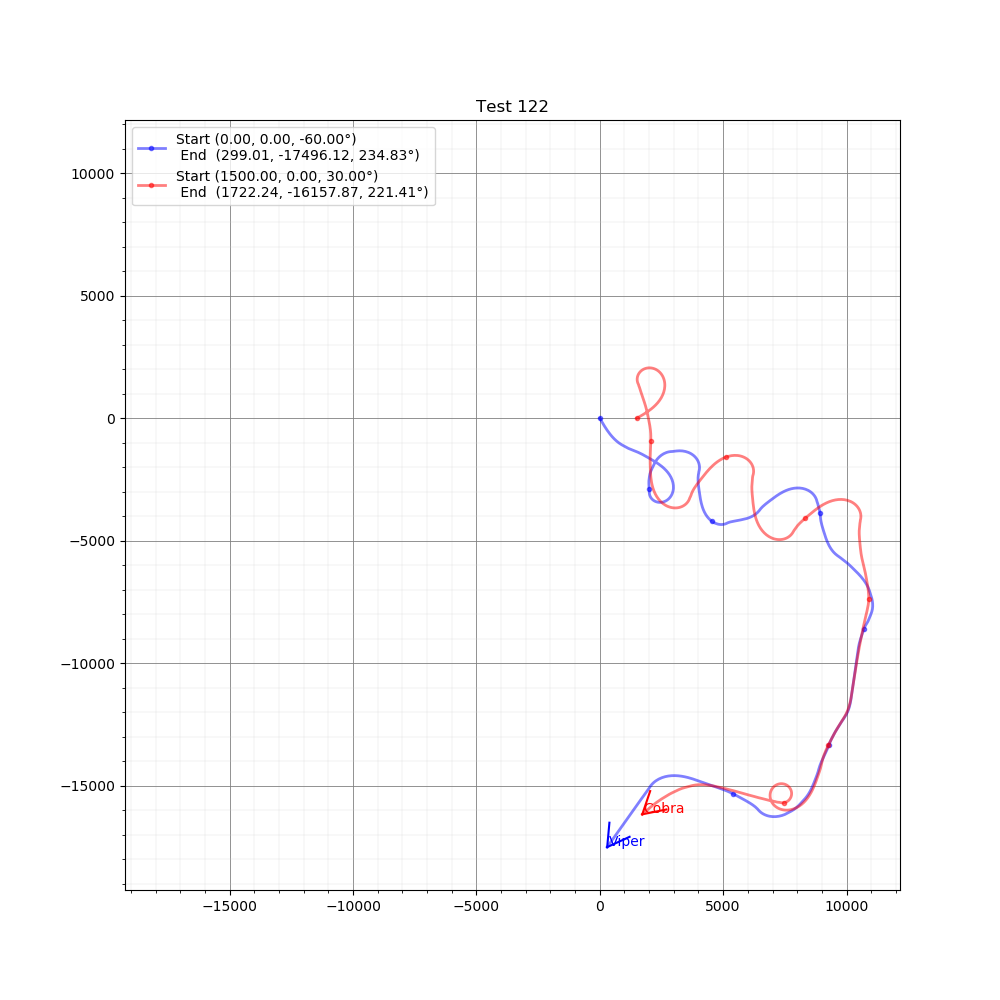 Test 122
Start (0.00, 0.00, -60.00°)
End  (299.01, -17496.12, 234.83°)
Start (1500.00, 0.00, 30.00°)
End  (1722.24, -16157.87, 221.41°)
10000
5000
0
−5000
−10000
−15000
Cobra
Viper
−15000 −10000 −5000 0 5000 10000